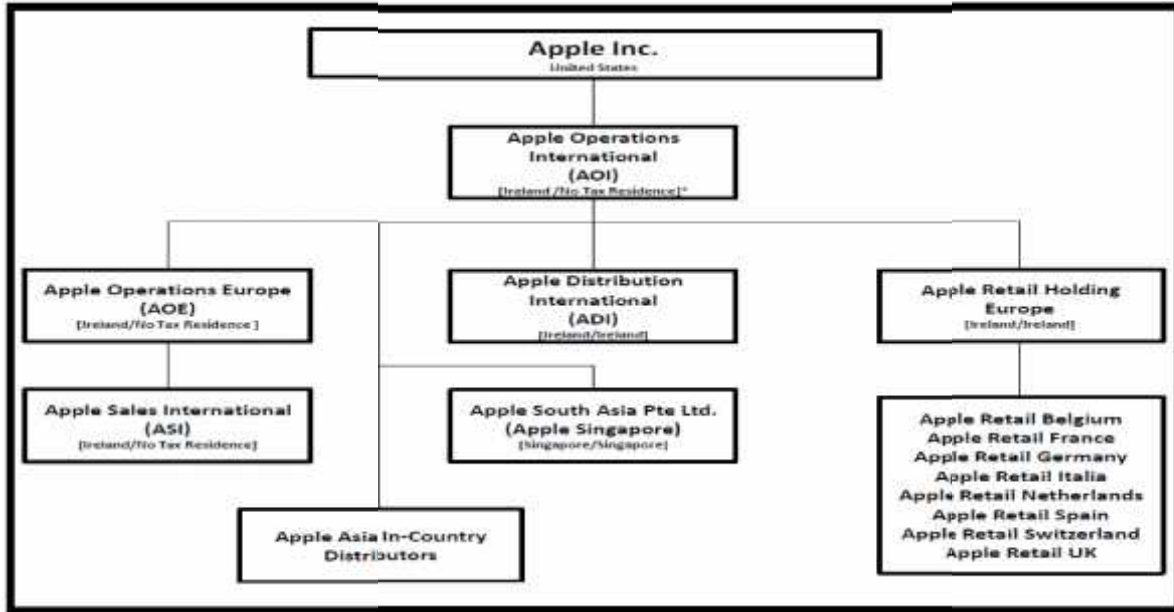 Apple Inc.
United States
Apple Operations
International
(AOI)
[Ireland/No Tax Residence]*
Apple Operations Europe
(AOE)
[Ireland/No Tax Residence ]
Apple Distribution
International
(ADI)
[Ireland/Ireland]
Apple Retail Holding
Europe
[Ireland/Ireland]
Apple Sales International
(ASI)
[Ireland/No Tax Residence]
Apple South Asia Pte Ltd.
(Apple Singapore)
[Singapore/Singapore]
Apple Retail Belgium
Apple Retail France
Apple Retail Germany
Apple Retail Italia
Apple Retail Netherlands
Apple Retail Spain
Apple Retail Switzerland
Apple Retail UK
Apple Asia In-Country
Distributors